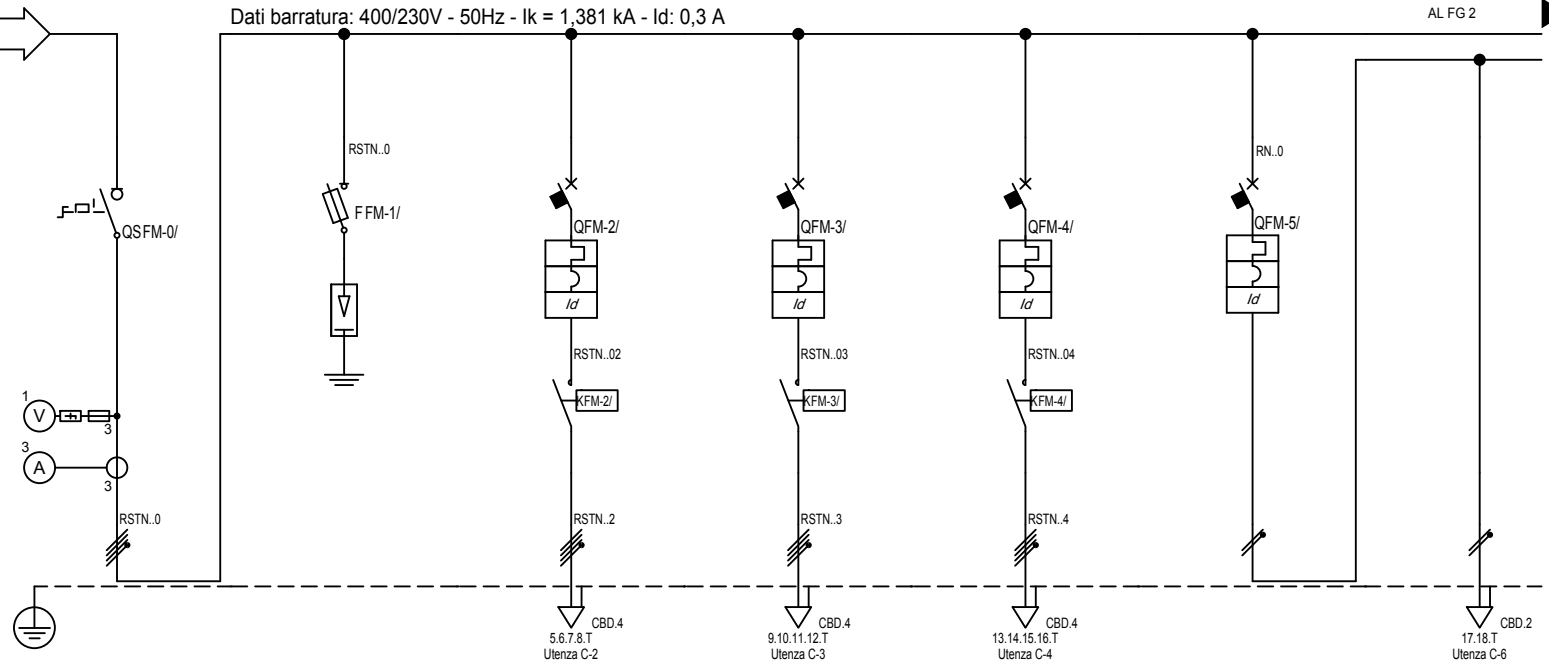 Dati barratura: 400/230V - 50Hz - Ik = 1,381 kA - Id: 0,3 A
AL FG 2
RSTN..0
RN..0
QSFM-0/
FFM-1/
QFM-2/
QFM-3/
QFM-4/
QFM-5/
Id
Id
Id
Id
RSTN..02
RSTN..03
RSTN..04
KFM-2/
KFM-3/
KFM-4/
1
V
3
3
A
3
RSTN..0
RSTN..2
RSTN..3
RSTN..4
CBD.4
5.6.7.8.T
Utenza C-2
CBD.4
9.10.11.12.T
Utenza C-3
CBD.4
13.14.15.16.T
Utenza C-4
CBD.2
17.18.T
Utenza C-6